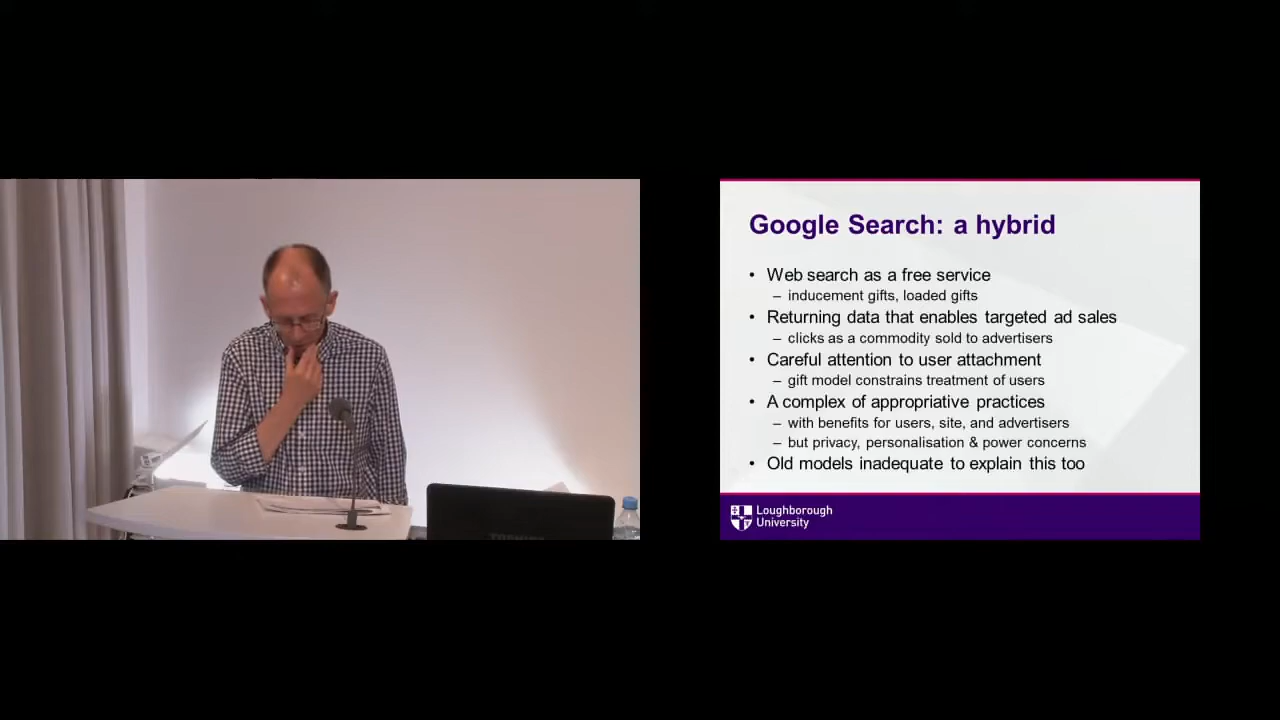 Google Search: a hybrid
• Web search as a free service
– inducement gifts, loaded gifts
• Returning data that enables targeted ad sales
– clicks as a commodity sold to advertisers
• Careful attention to user attachment
– gift model constrains treatment of users
• A complex of appropriative practices
– with benefits for users, site, and advertisers
– but privacy, personalisation & power concerns
• Old models inadequate to explain this too
Loughborough
University
TOSHIBA